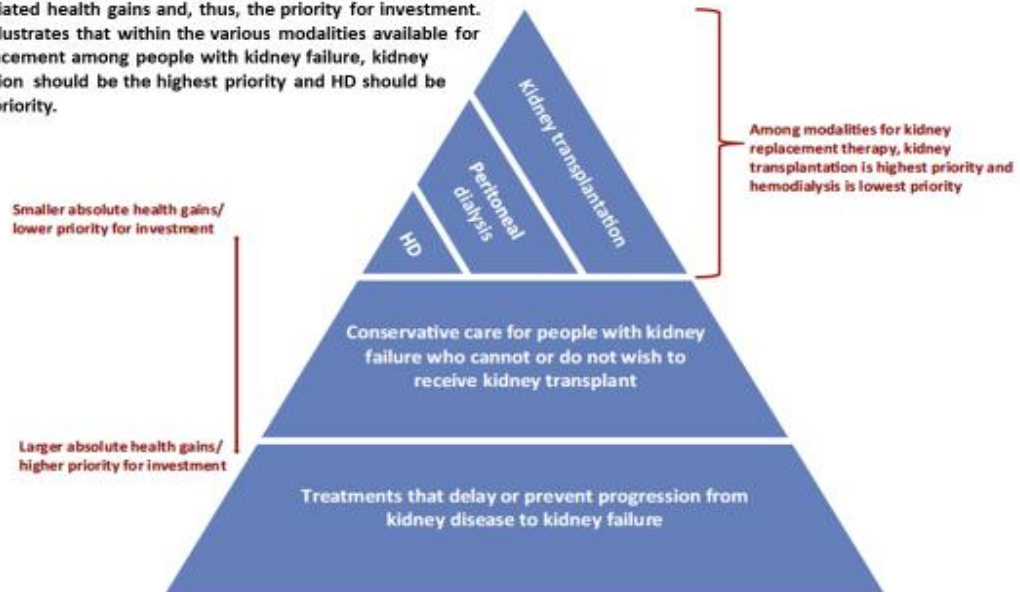 iated health gains and, thus, the priority for investment.
lustrates that within the various modalities available for
cement among people with kidney failure, kidney
ion should be the highest priority and HD should be
riority.
Kidney transplantation
Peritoneal
dialysis
HD
Among modalities for kidney
replacement therapy, kidney
transplantation is highest priority and
hemodialysis is lowest priority
Smaller absolute health gains/
lower priority for investment
Conservative care for people with kidney
failure who cannot or do not wish to
receive kidney transplant
Larger absolute health gains/
higher priority for investment
Treatments that delay or prevent progression from
kidney disease to kidney failure